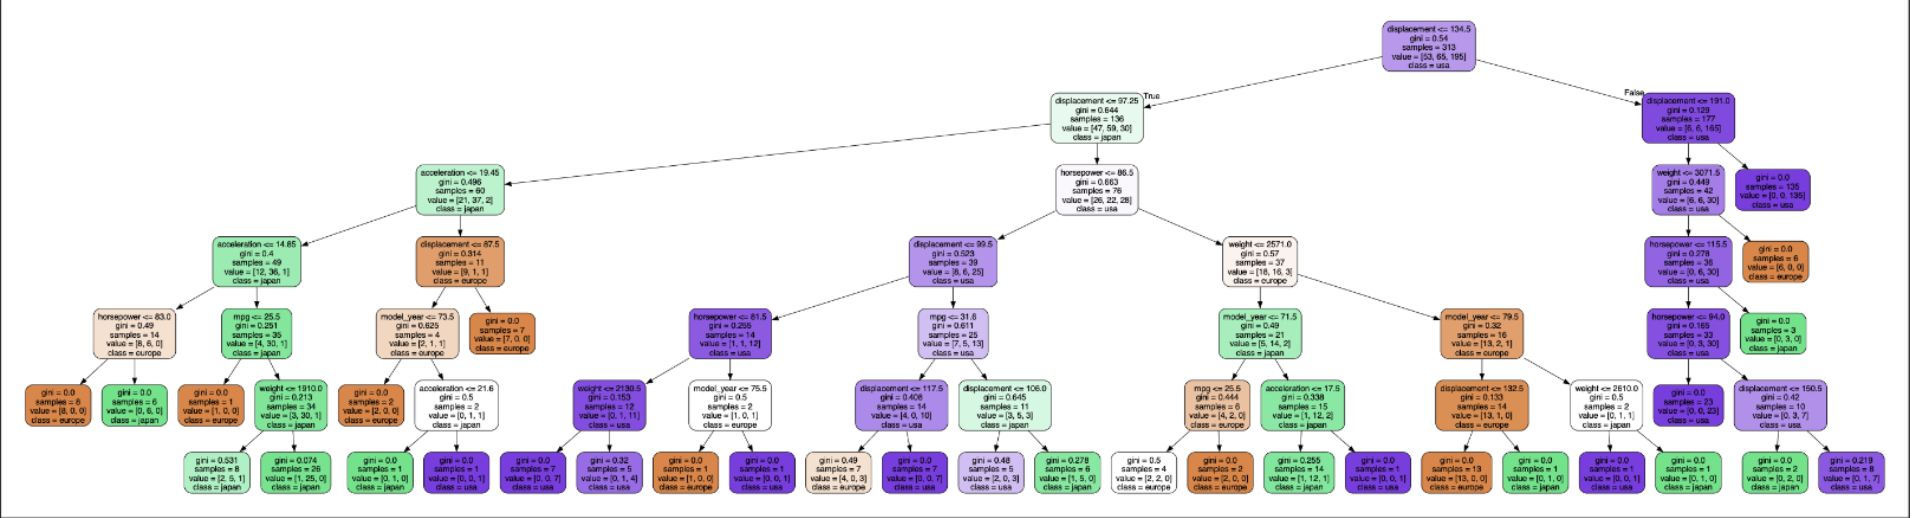 displacement <= 134.5
gini = 0.54
samples = 313
value = [53, 65, 195]
class = usa
True
False
displacement <= 97.25
gini = 0.644
samples = 136
value = [47, 59, 30]
class = japan
displacement <= 191.0
gini = 0.129
samples = 177
value = [6, 6, 165]
class = usa
acceleration <= 19.45
gini = 0.496
samples = 60
value = [21, 37, 2]
class = japan
horsepower <= 86.5
gini = 0.663
samples = 76
value = [26, 22, 28]
class = usa
weight <= 3071.5
gini = 0.449
samples = 42
value = [6, 6, 30]
class = usa
gini = 0.0
samples = 135
value = [0, 0, 135]
class = usa
acceleration <= 14.85
gini = 0.4
samples = 49
value = [12, 36, 1]
class = japan
displacement <= 87.5
gini = 0.314
samples = 11
value = [9, 1, 1]
class = europe
displacement <= 99.5
gini = 0.523
samples = 39
value = [8, 6, 25]
class = usa
weight <= 2571.0
gini = 0.57
samples = 37
value = [18, 16, 3]
class = europe
horsepower <= 115.5
gini = 0.278
samples = 36
value = [0, 6, 30]
class = usa
gini = 0.0
samples = 6
value = [6, 0, 0]
class = europe
horsepower <= 83.0
gini = 0.49
samples = 14
value = [8, 6, 0]
class = europe
mpg <= 25.5
gini = 0.251
samples = 35
value = [4, 30, 1]
class = japan
model_year <= 73.5
gini = 0.625
samples = 4
value = [2, 1, 1]
class = europe
gini = 0.0
samples = 7
value = [7, 0, 0]
class = europe
horsepower <= 81.5
gini = 0.255
samples = 14
value = [1, 1, 12]
class = usa
mpg <= 31.6
gini = 0.611
samples = 25
value = [7, 5, 13]
class = usa
model_year <= 71.5
gini = 0.49
samples = 21
value = [5, 14, 2]
class = japan
model_year <= 79.5
gini = 0.32
samples = 16
value = [13, 2, 1]
class = europe
horsepower <= 94.0
gini = 0.165
samples = 33
value = [0, 3, 30]
class = usa
gini = 0.0
samples = 3
value = [0, 3, 0]
class = japan
gini = 0.0
samples = 8
value = [8, 0, 0]
class = europe
gini = 0.0
samples = 6
value = [0, 6, 0]
class = japan
gini = 0.0
samples = 1
value = [1, 0, 0]
class = europe
weight <= 1910.0
gini = 0.213
samples = 34
value = [3, 30, 1]
class = japan
gini = 0.0
samples = 2
value = [2, 0, 0]
class = europe
acceleration <= 21.6
gini = 0.5
samples = 2
value = [0, 1, 1]
class = japan
weight <= 2130.5
gini = 0.153
samples = 12
value = [0, 1, 11]
class = usa
model_year <= 75.5
gini = 0.5
samples = 2
value = [1, 0, 1]
class = europe
displacement <= 117.5
gini = 0.408
samples = 14
value = [4, 0, 10]
class = usa
displacement <= 106.0
gini = 0.645
samples = 11
value = [3, 5, 3]
class = japan
mpg <= 25.5
gini = 0.444
samples = 6
value = [4, 2, 0]
class = europe
acceleration <= 17.5
gini = 0.338
samples = 15
value = [1, 12, 2]
class = japan
displacement <= 132.5
gini = 0.133
samples = 14
value = [13, 1, 0]
class = europe
weight <= 2610.0
gini = 0.5
samples = 2
value = [0, 1, 1]
class = japan
gini = 0.0
samples = 23
value = [0, 0, 23]
class = usa
displacement <= 150.5
gini = 0.42
samples = 10
value = [0, 3, 7]
class = usa
gini = 0.531
samples = 8
value = [2, 5, 1]
class = japan
gini = 0.074
samples = 26
value = [1, 25, 0]
class = japan
gini = 0.0
samples = 1
value = [0, 1, 0]
class = japan
gini = 0.0
samples = 1
value = [0, 0, 1]
class = usa
gini = 0.0
samples = 7
value = [0, 0, 7]
class = usa
gini = 0.32
samples = 5
value = [0, 1, 4]
class = usa
gini = 0.0
samples = 1
value = [1, 0, 0]
class = europe
gini = 0.0
samples = 1
value = [0, 0, 1]
class = usa
gini = 0.49
samples = 7
value = [4, 0, 3]
class = europe
gini = 0.0
samples = 7
value = [0, 0, 7]
class = usa
gini = 0.48
samples = 5
value = [2, 0, 3]
class = usa
gini = 0.278
samples = 6
value = [1, 5, 0]
class = japan
gini = 0.5
samples = 4
value = [2, 2, 0]
class = europe
gini = 0.0
samples = 2
value = [2, 0, 0]
class = europe
gini = 0.255
samples = 14
value = [1, 12, 1]
class = japan
gini = 0.0
samples = 1
value = [0, 0, 1]
class = usa
gini = 0.0
samples = 13
value = [13, 0, 0]
class = europe
gini = 0.0
samples = 1
value = [0, 1, 0]
class = japan
gini = 0.0
samples = 1
value = [0, 0, 1]
class = usa
gini = 0.0
samples = 1
value = [0, 1, 0]
class = japan
gini = 0.0
samples = 2
value = [0, 2, 0]
class = japan
gini = 0.219
samples = 8
value = [0, 1, 7]
class = usa